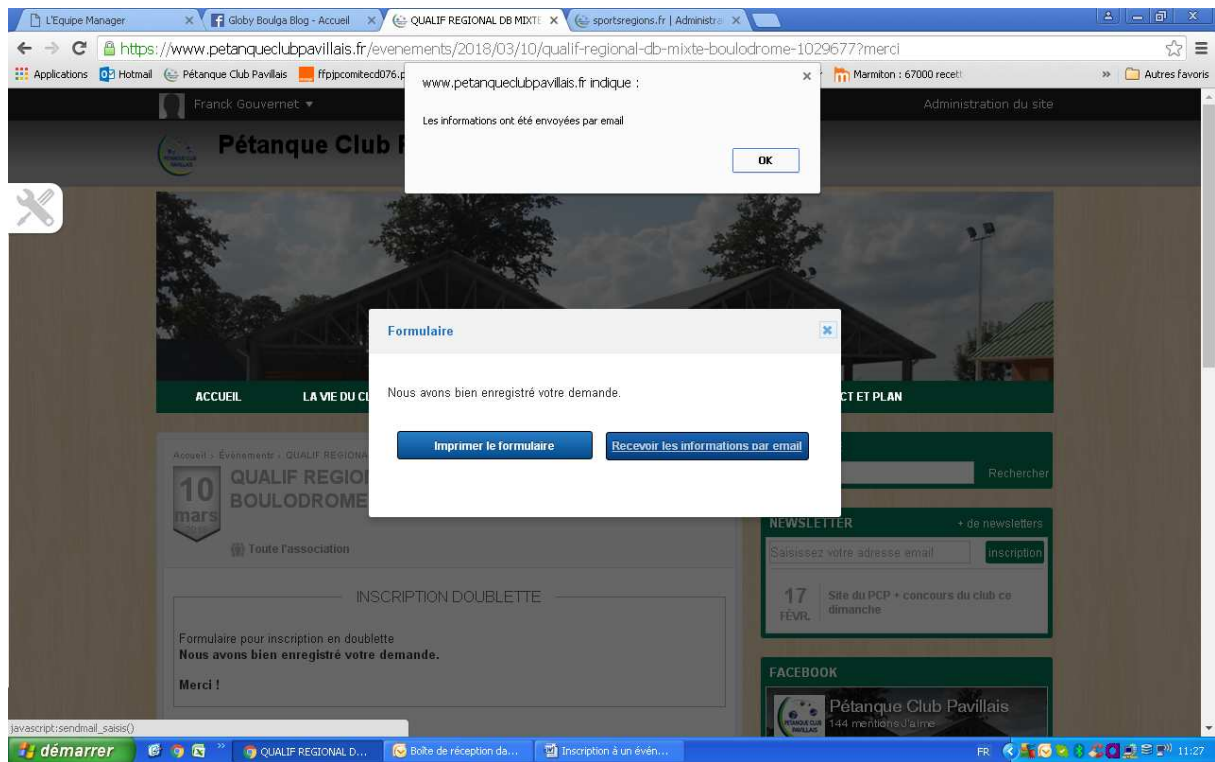 L'Equipe Manager
Globy Boulga Blog - Accueil
QUALIF REGIONAL DB MIXTE
sportsregions.fr | Administra
https://www.petanqueclubpavillais.fr/evenements/2018/03/10/qualif-regional-db-mixte-boulodrome-1029677?merci
Applications
Hotmail
Pétanque Club Pavillais
ffpjpcomitecd076.p
Marmiton : 67000 recett
»
Autres favoris
www.petanqueclubpavillais.fr indique :
Les informations ont été envoyées par email
OK
Franck Gouvernet
Administration du site
Pétanque Club P
Formulaire
Nous avons bien enregistré votre demande.
Imprimer le formulaire
Recevoir les informations par email
ACCUEIL
LA VIE DU CL
CT ET PLAN
Accueil › Évènements › QUALIF REGIONA
10
mars
2018
QUALIF REGION
BOULODROME
Toute l'association
Rechercher
NEWSLETTER
+ de newsletters
Saisissez votre adresse email
inscription
17
FÉVR.
Site du PCP + concours du club ce
dimanche
INSCRIPTION DOUBLETTE
Formulaire pour inscription en doublette
Nous avons bien enregistré votre demande.
Merci !
FACEBOOK
Pétanque Club Pavillais
144 mentions J'aime
javascript:sendmail_saisis()
démarrer
QUALIF REGIONAL D...
Boîte de réception da...
Inscription à un évén...
FR
11:27